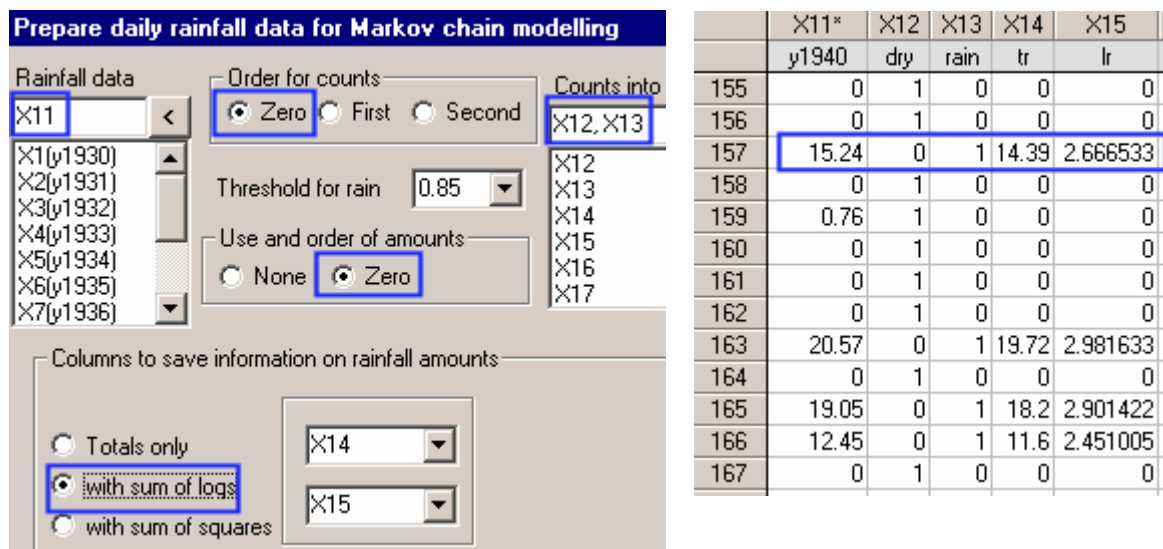 Prepare daily rainfall data for Markov chain modelling
Rainfall data
X11 <
X1(y1930)
X2(y1931)
X3(y1932)
X4(y1933)
X5(y1934)
X6(y1935)
X7(y1936)
Order for counts
Zero First Second
Threshold for rain 0.85
Use and order of amounts
None Zero
Counts into
X12,X13
X12
X13
X14
X15
X16
X17
Columns to save information on rainfall amounts
Totals only
with sum of logs
with sum of squares
X14
X15
X11* X12 X13 X14 X15
y1940 dry rain tr lr
155 0 1 0 0 0
156 0 1 0 0 0
157 15.24 0 1 14.39 2.666533
158 0 1 0 0 0
159 0.76 1 0 0 0
160 0 1 0 0 0
161 0 1 0 0 0
162 0 1 0 0 0
163 20.57 0 1 19.72 2.981633
164 0 1 0 0 0
165 19.05 0 1 18.2 2.901422
166 12.45 0 1 11.6 2.451005
167 0 1 0 0 0